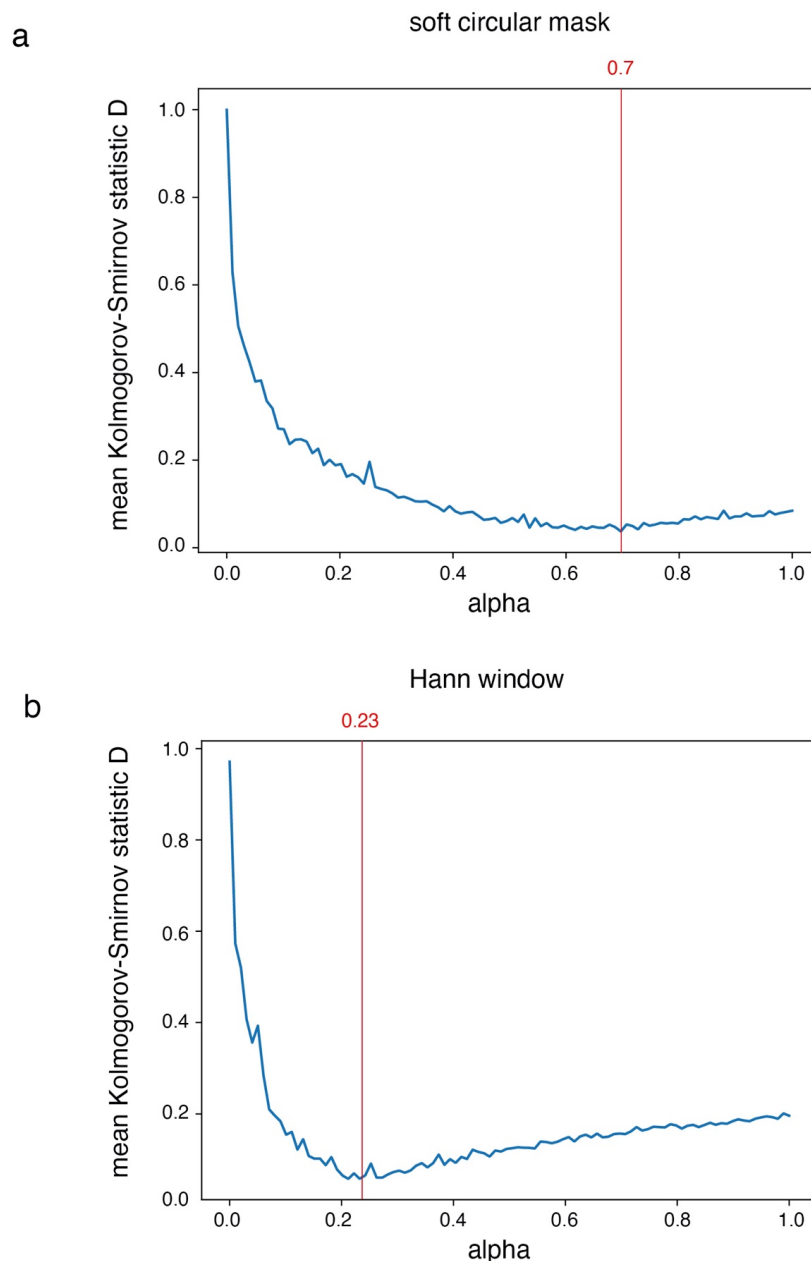 a
soft circular mask
0.7
mean Kolmogorov-Smirnov statistic D
1.0
0.8
0.6
0.4
0.2
0.0
0.0 0.2 0.4 0.6 0.8 1.0
alpha
b
Hann window
0.23
mean Kolmogorov-Smirnov statistic D
1.0
0.8
0.6
0.4
0.2
0.0
0.0 0.2 0.4 0.6 0.8 1.0
alpha